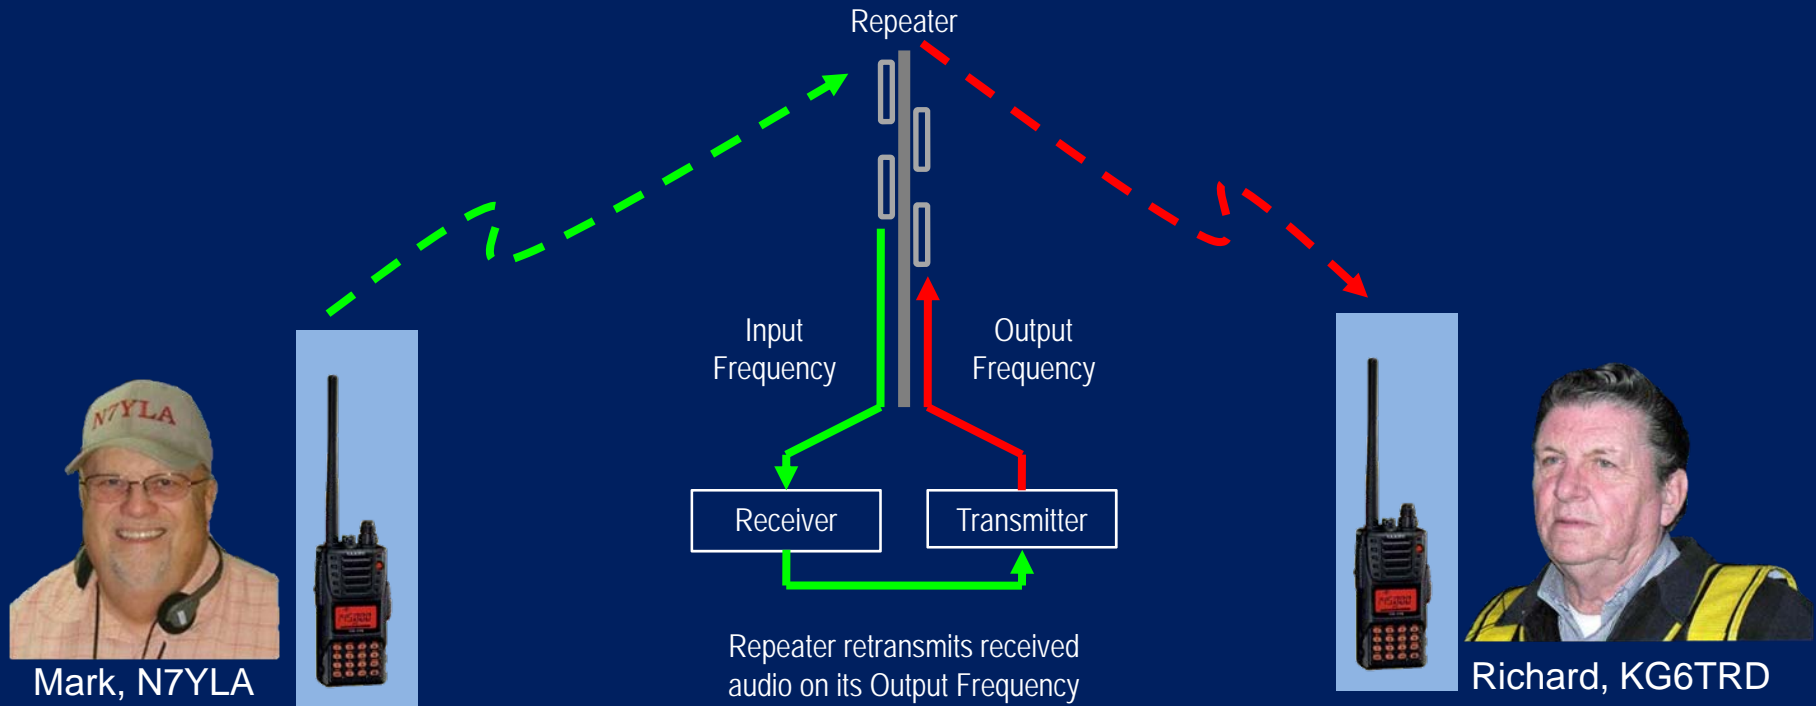 Repeater
Input
Frequency
Output
Frequency
N7YLA
Receiver
Transmitter
Repeater retransmits received
audio on its Output Frequency
Mark, N7YLA
Richard, KG6TRD